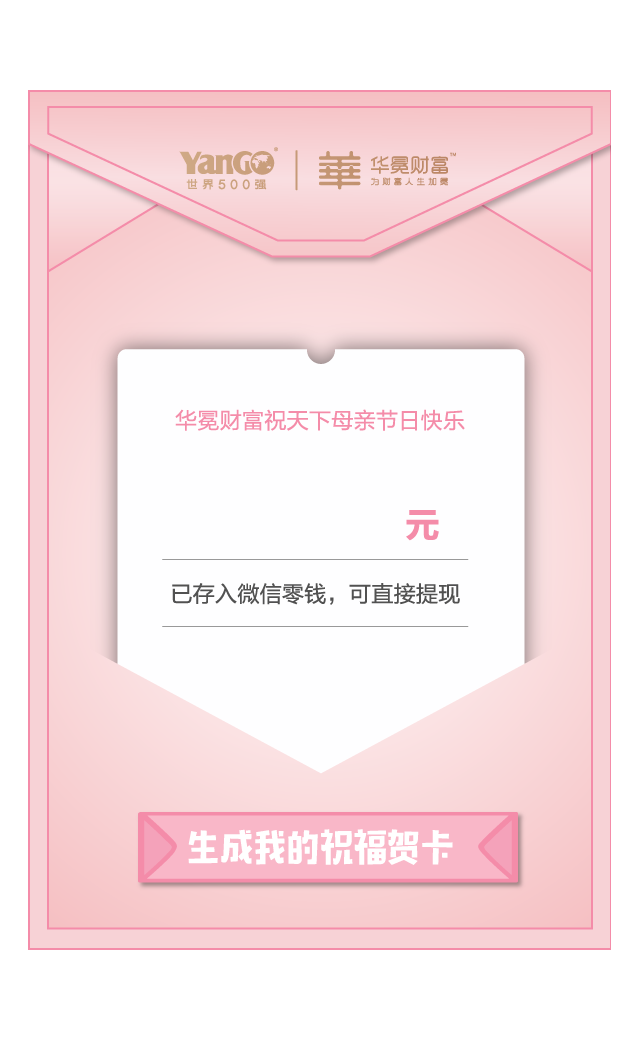 YanGO®
世界500强
華
华冕财富™
为财富人生加冕
华冕财富祝天下母亲节日快乐
元
已存入微信零钱，可直接提现
生成我的祝福贺卡